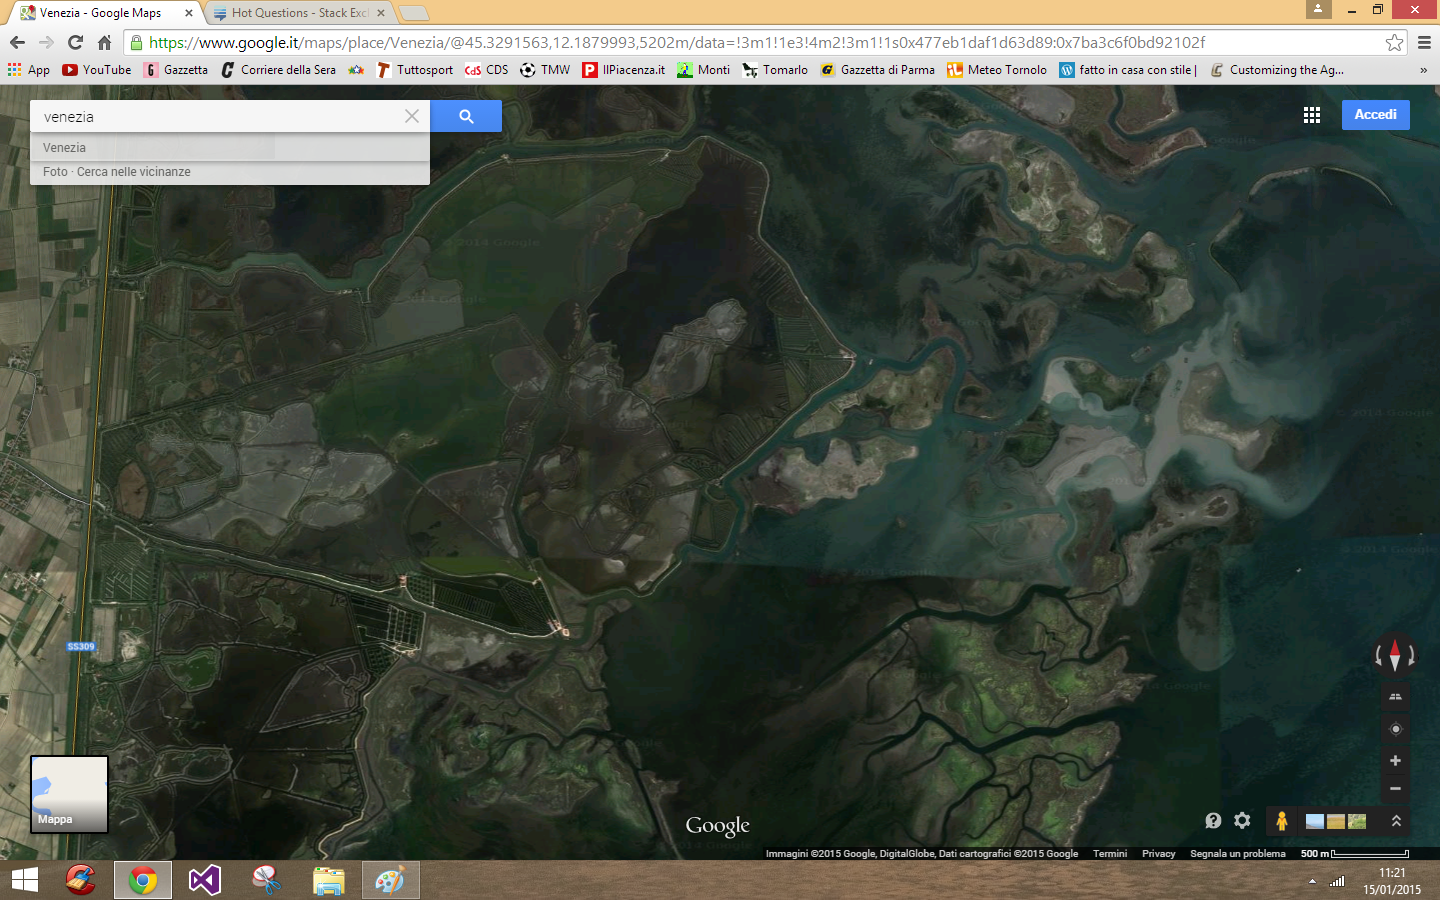 Venezia - Google Maps
Hot Questions - Stack Exc
https://www.google.it/maps/place/Venezia/@45.3291563,12.1879993,5202m/data=!3m1!1e3!4m2!3m1!1s0x477eb1daf1d63d89:0x7ba3c6f0bd92102f
App YouTube Gazzetta Corriere della Sera Tuttosport CDS TMW IlPiacenza.it Monti Tomarlo Gazzetta di Parma Meteo Tornolo fatto in casa con stile | Customizing the Ag... »
venezia
Accedi
Venezia
Foto · Cerca nelle vicinanze
© 2014 Google
SS309
Mappa
Google
Immagini ©2015 Google, DigitalGlobe, Dati cartografici ©2015 Google Termini Privacy Segnala un problema 500 m
11:21
15/01/2015